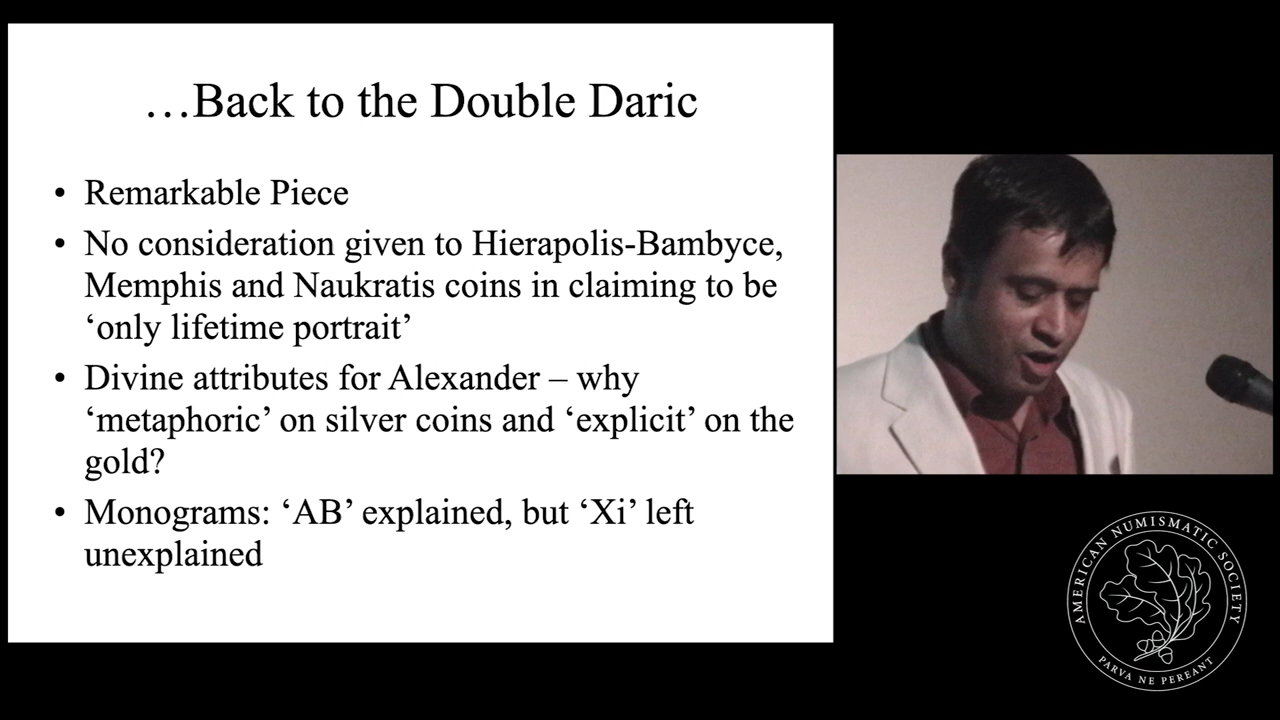 …Back to the Double Daric
• Remarkable Piece
• No consideration given to Hierapolis-Bambyce,
Memphis and Naukratis coins in claiming to be
‘only lifetime portrait’
• Divine attributes for Alexander – why
‘metaphoric’ on silver coins and ‘explicit’ on the
gold?
• Monograms: ‘AB’ explained, but ‘Xi’ left
unexplained
AMERICAN NUMISMATIC SOCIETY
PARVA NE PEREANT